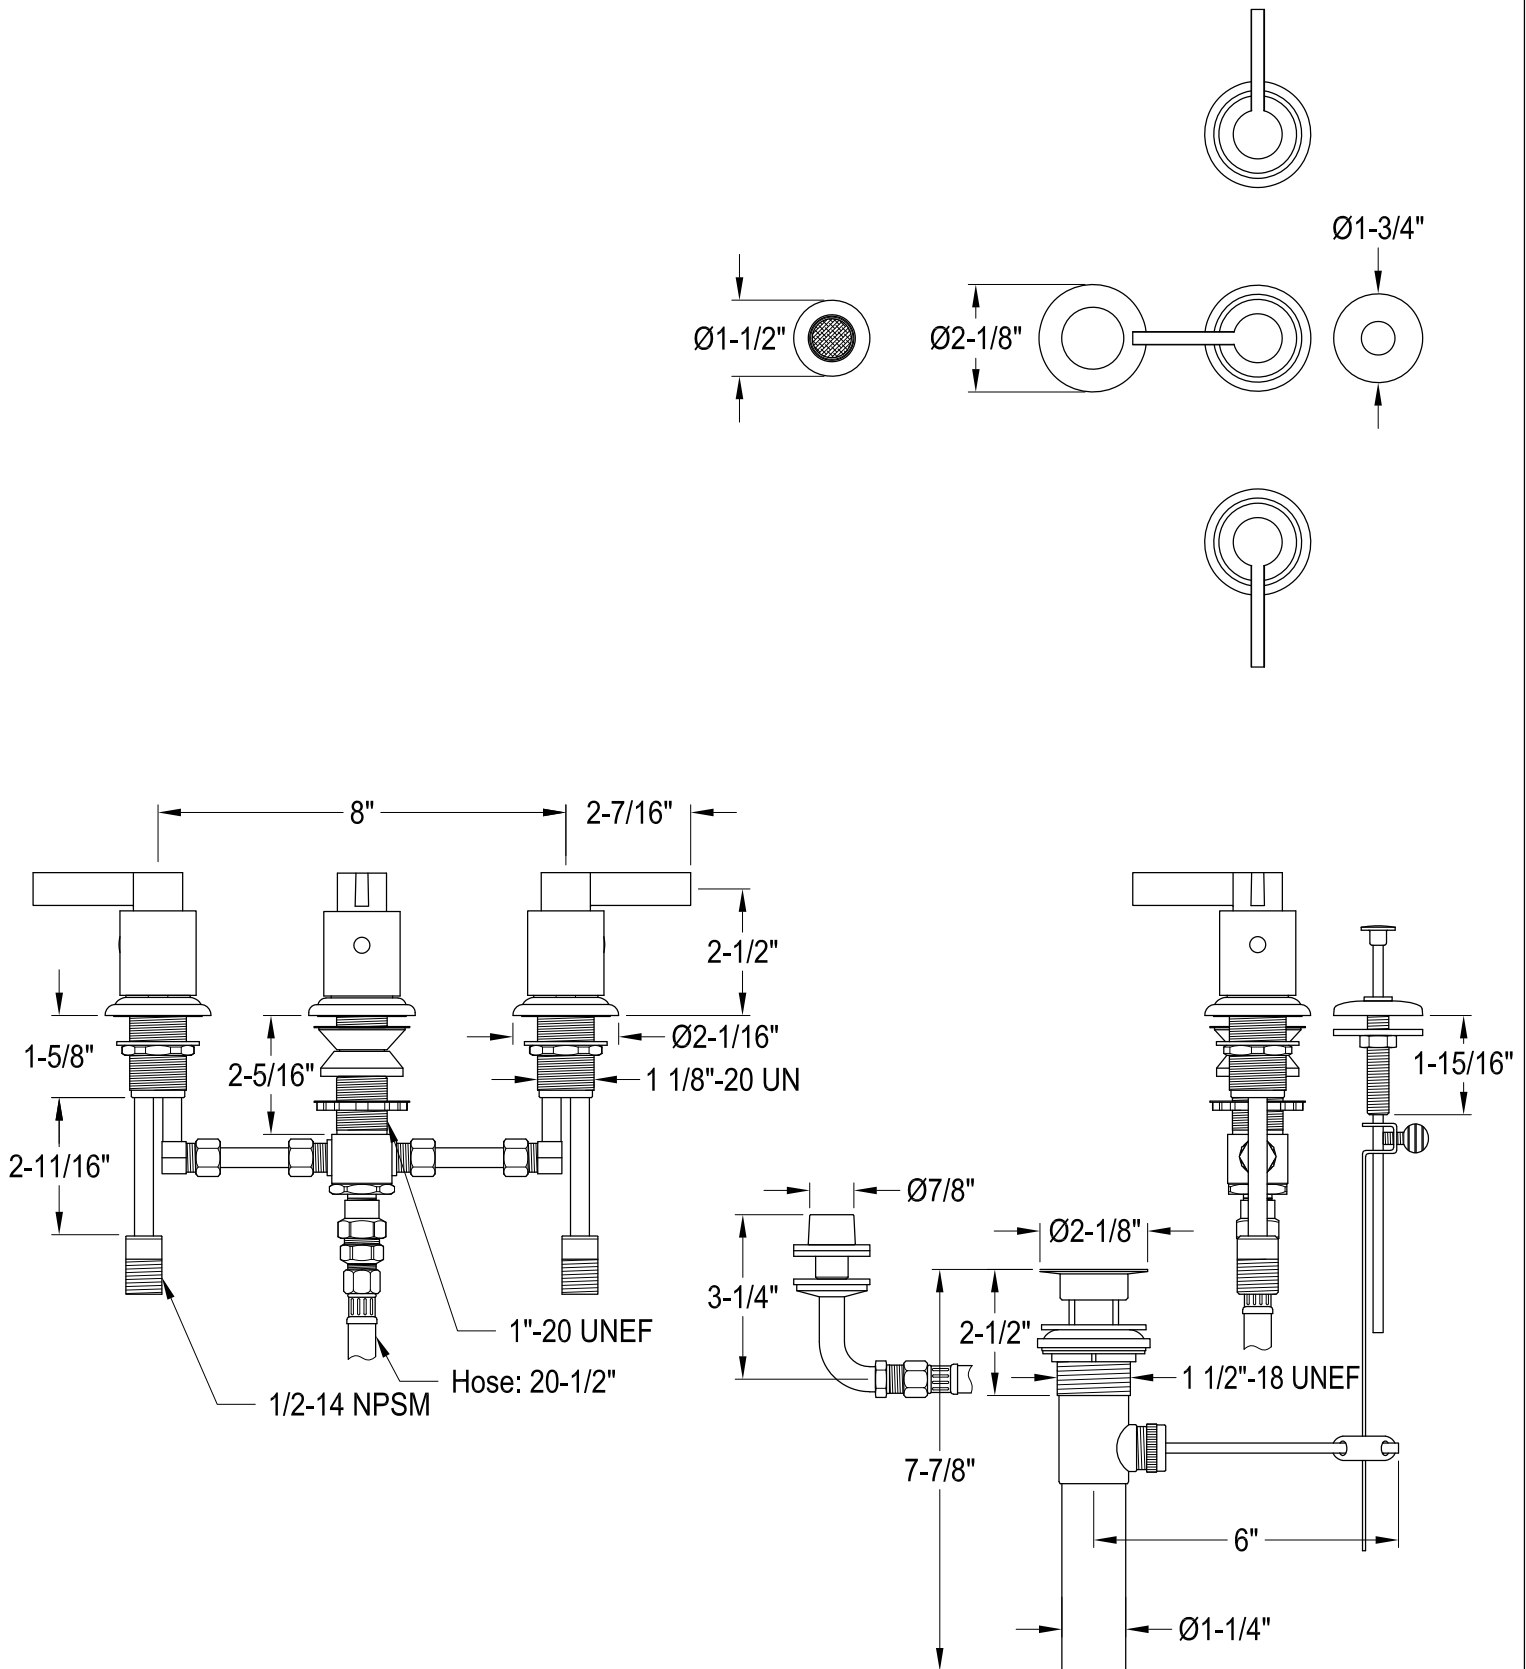 Ø1-3/4"
Ø1-1/2"
Ø2-1/8"
8"
2-7/16"
2-1/2"
1-5/8"
2-5/16"
Ø2-1/16"
1 1/8"-20 UN
1-15/16"
2-11/16"
Ø7/8"
Ø2-1/8"
3-1/4"
2-1/2"
1"-20 UNEF
Hose: 20-1/2"
1 1/2"-18 UNEF
1/2-14 NPSM
7-7/8"
6"
Ø1-1/4"